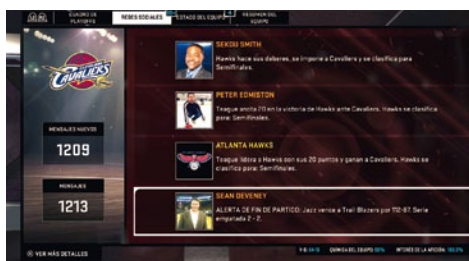 CUADRO DE
PLAYOFFS
REDES SOCIALES
ESTADO DEL EQUIPO
RESUMEN DEL
EQUIPO
CAVALIERS
MENSAJES NUEVOS
1209
MENSAJES
1213
SEKOU SMITH
Hawks hace sus deberes, se impone a Cavaliers y se clasifica para
Semifinales.
PETER EDMISTON
Teague anota 20 en la victoria de Hawks ante Cavaliers. Hawks se clasifica
para: Semifinales.
ATLANTA HAWKS
Teague lidera a Hawks con sus 20 puntos y ganan a Cavaliers. Hawks se
clasifica para: Semifinales.
SEAN DEVENEY
ALERTA DE FIN DE PARTIDO: Jazz vence a Trail Blazers por 112-87. Serie
empatada 2 - 2.
VER MÁS DETALLES
QUÍMICA DEL EQUIPO:
INTERÉS DE LA AFICIÓN: 100.0%